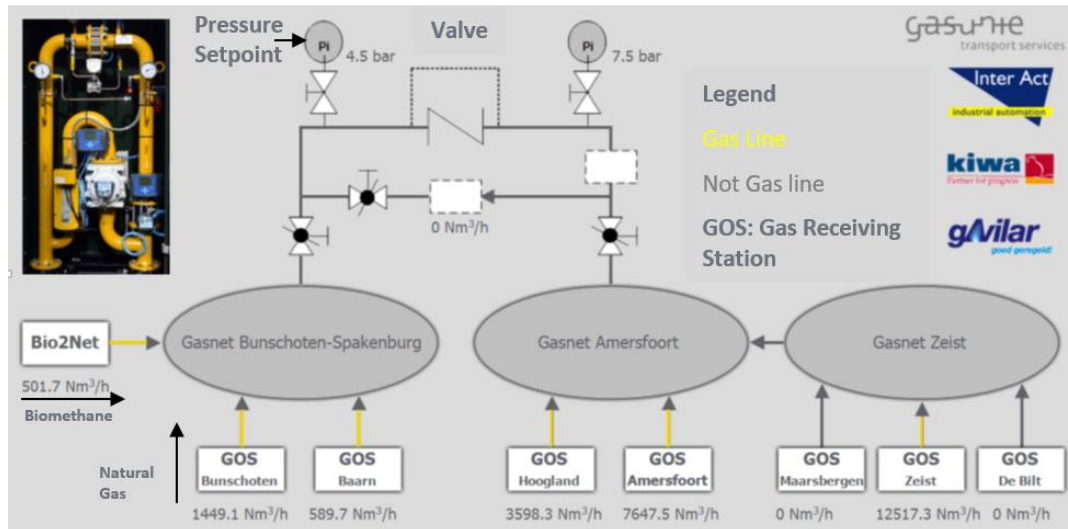 Pressure
Setpoint
Pi
4.5 bar
Valve
Pi
7.5 bar
gasunie
transport services
Inter Act
industrial automation
kiwa
Partner for progress
gAvilar
goed geregeld!
Legend
Gas Line
Not Gas line
GOS: Gas Receiving
Station
0 Nm³/h
Bio2Net
501.7 Nm³/h
Biomethane
Gasnet Bunschoten-Spakenburg
Gasnet Amersfoort
Gasnet Zeist
Natural
Gas
GOS
Bunschoten
1449.1 Nm³/h
GOS
Baarn
589.7 Nm³/h
GOS
Hoogland
3598.3 Nm³/h
GOS
Amersfoort
7647.5 Nm³/h
GOS
Maarsbergen
0 Nm³/h
GOS
Zeist
12517.3 Nm³/h
GOS
De Bilt
0 Nm³/h